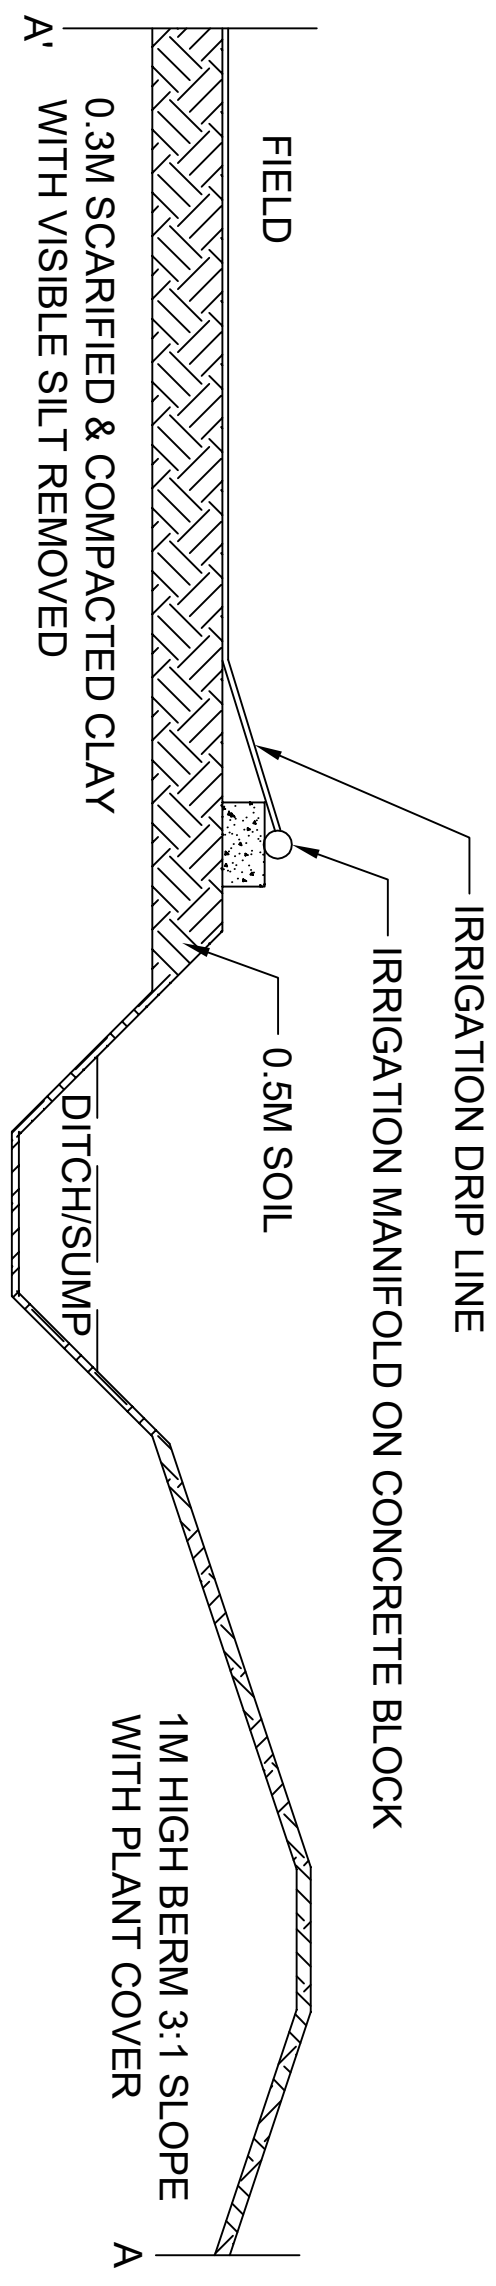 A'
FIELD
0.3M SCARIFIED & COMPACTED CLAY
WITH VISIBLE SILT REMOVED
IRRIGATION DRIP LINE
IRRIGATION MANIFOLD ON CONCRETE BLOCK
0.5M SOIL
DITCH/SUMP
1M HIGH BERM 3:1 SLOPE
WITH PLANT COVER
A